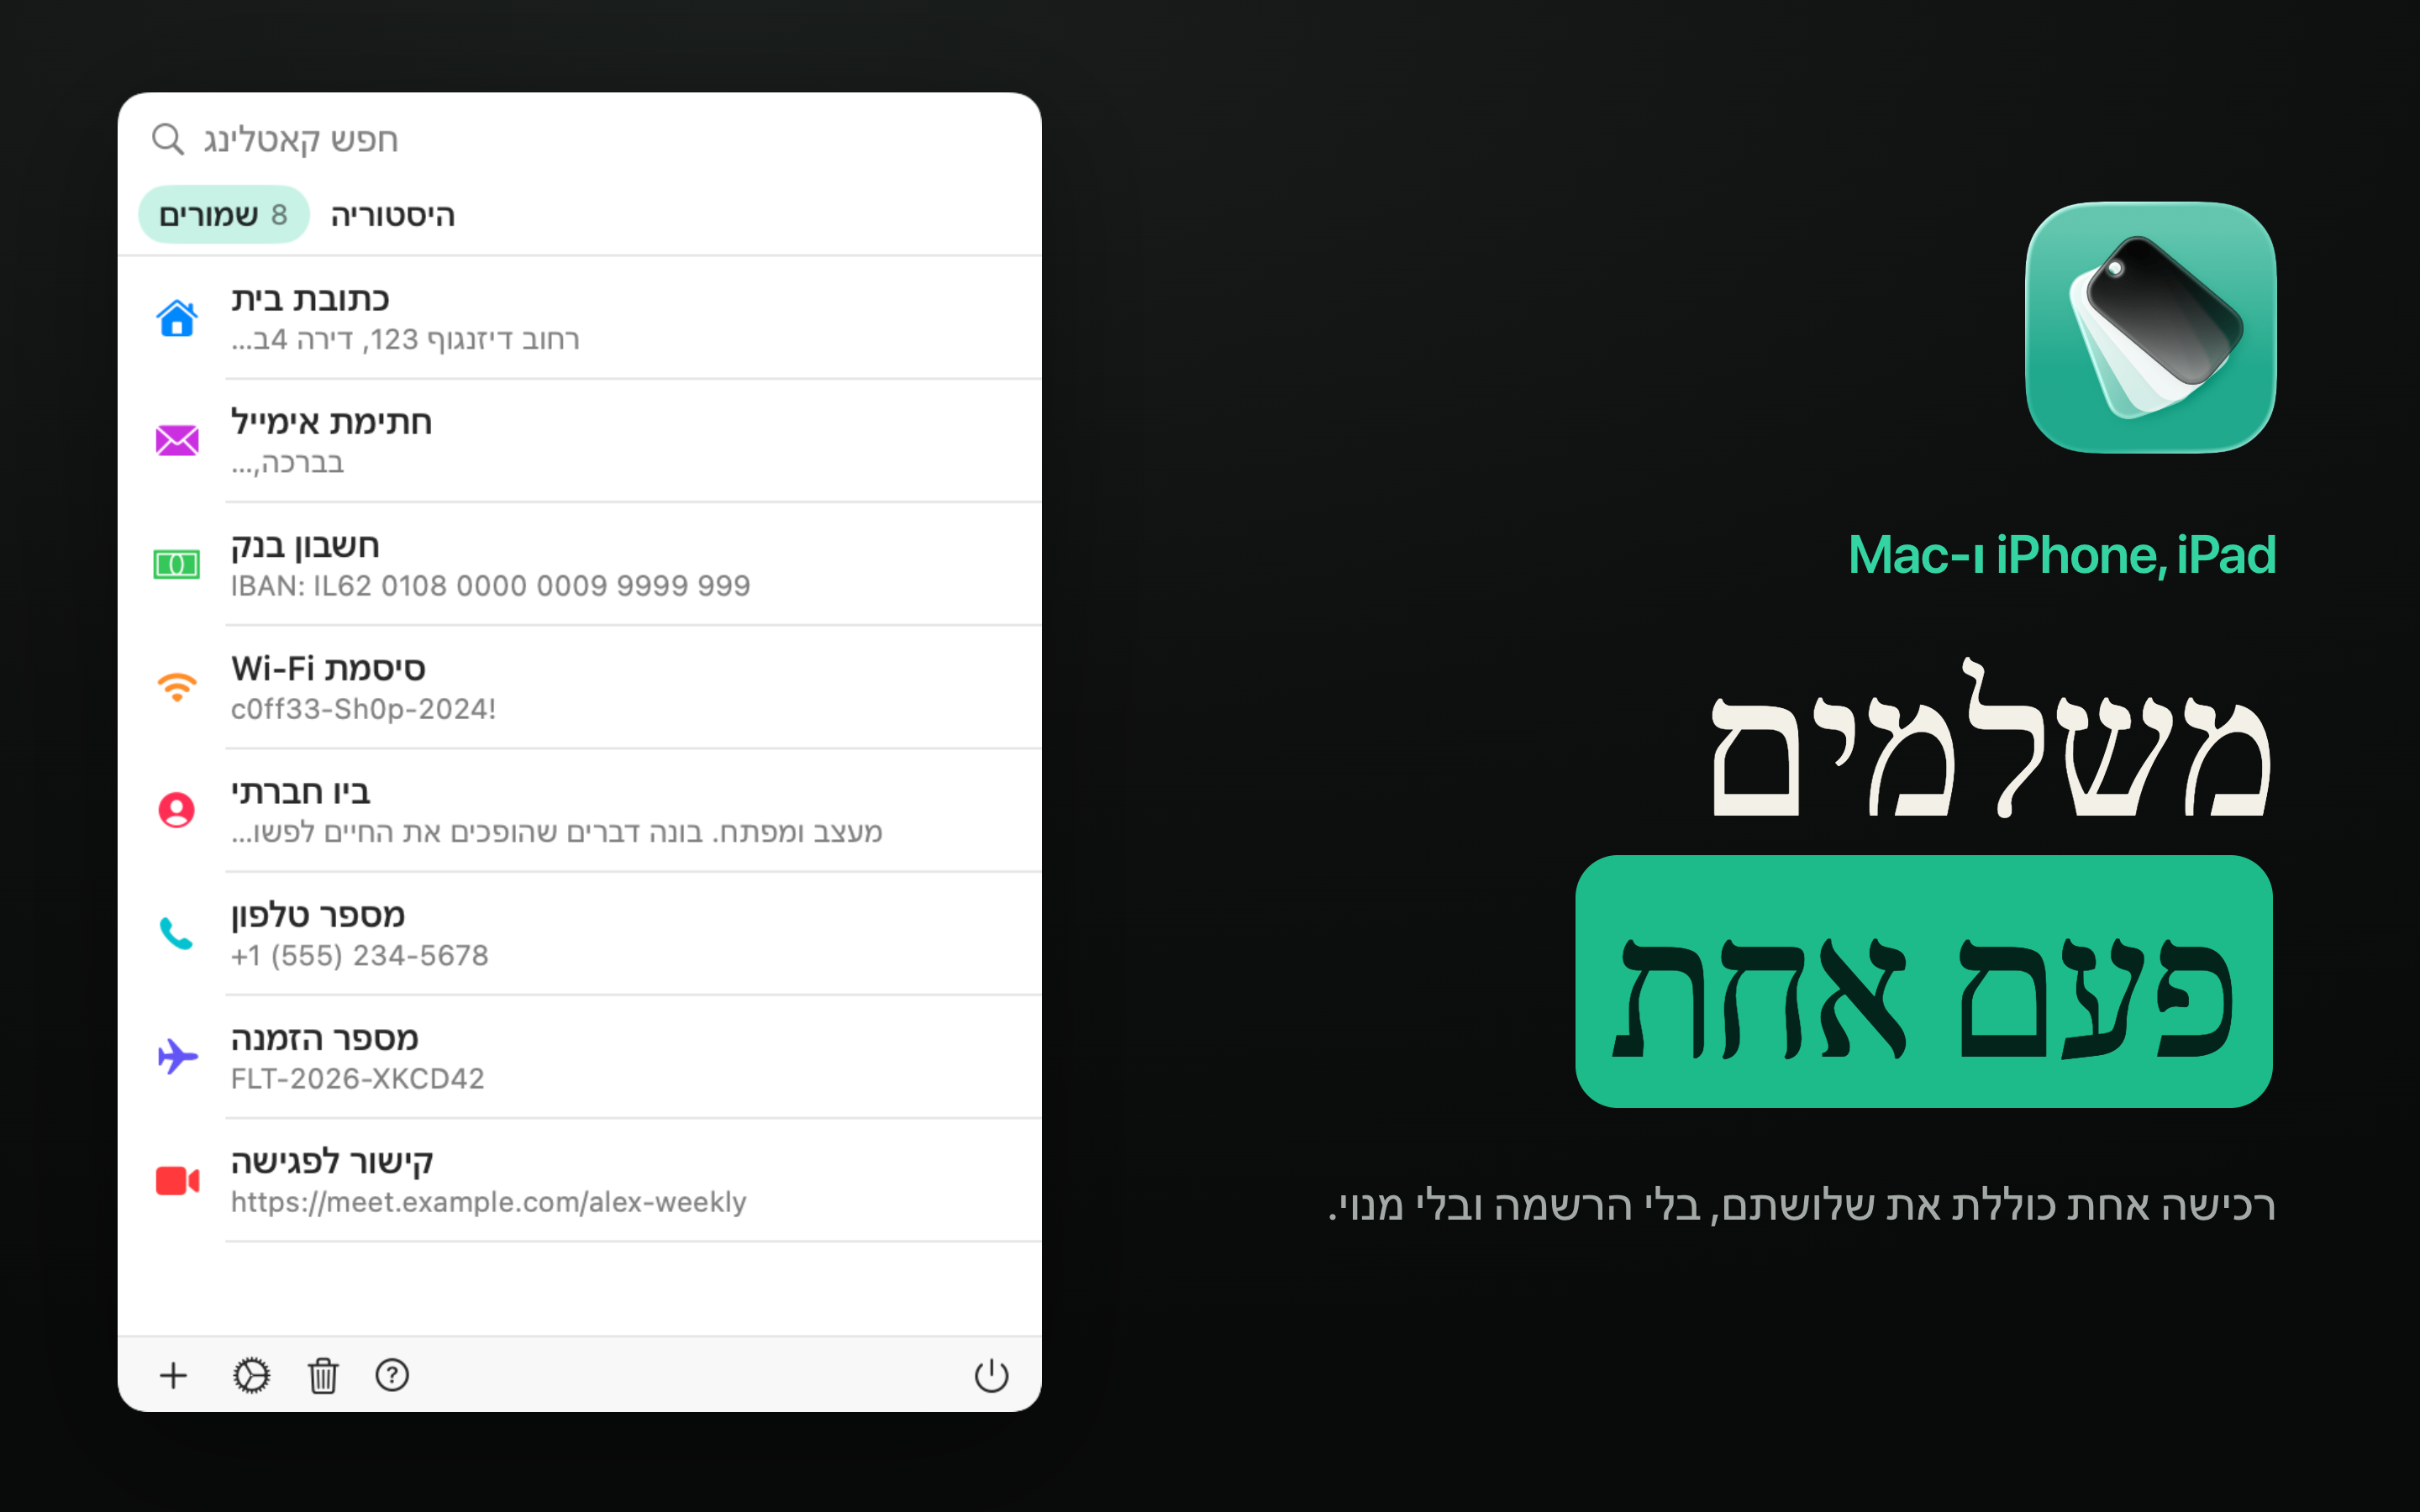 חפש קאטלינג
שמורים 8 היסטוריה
כתובת בית
רחוב דיזנגוף 123, דירה 4ב...
חתימת אימייל
בברכה,...
חשבון בנק
IBAN: IL62 0108 0000 0009 9999 999
סיסמת Wi-Fi
c0ff33-Sh0p-2024!
ביו חברתי
מעצב ומפתח. בונה דברים שהופכים את החיים לפשו...
מספר טלפון
+1 (555) 234-5678
מספר הזמנה
FLT-2026-XKCD42
קישור לפגישה
https://meet.example.com/alex-weekly
iPhone, iPad ו-Mac
משלמים
פעם אחת
רכישה אחת כוללת את שלושתם, בלי הרשמה ובלי מנוי.